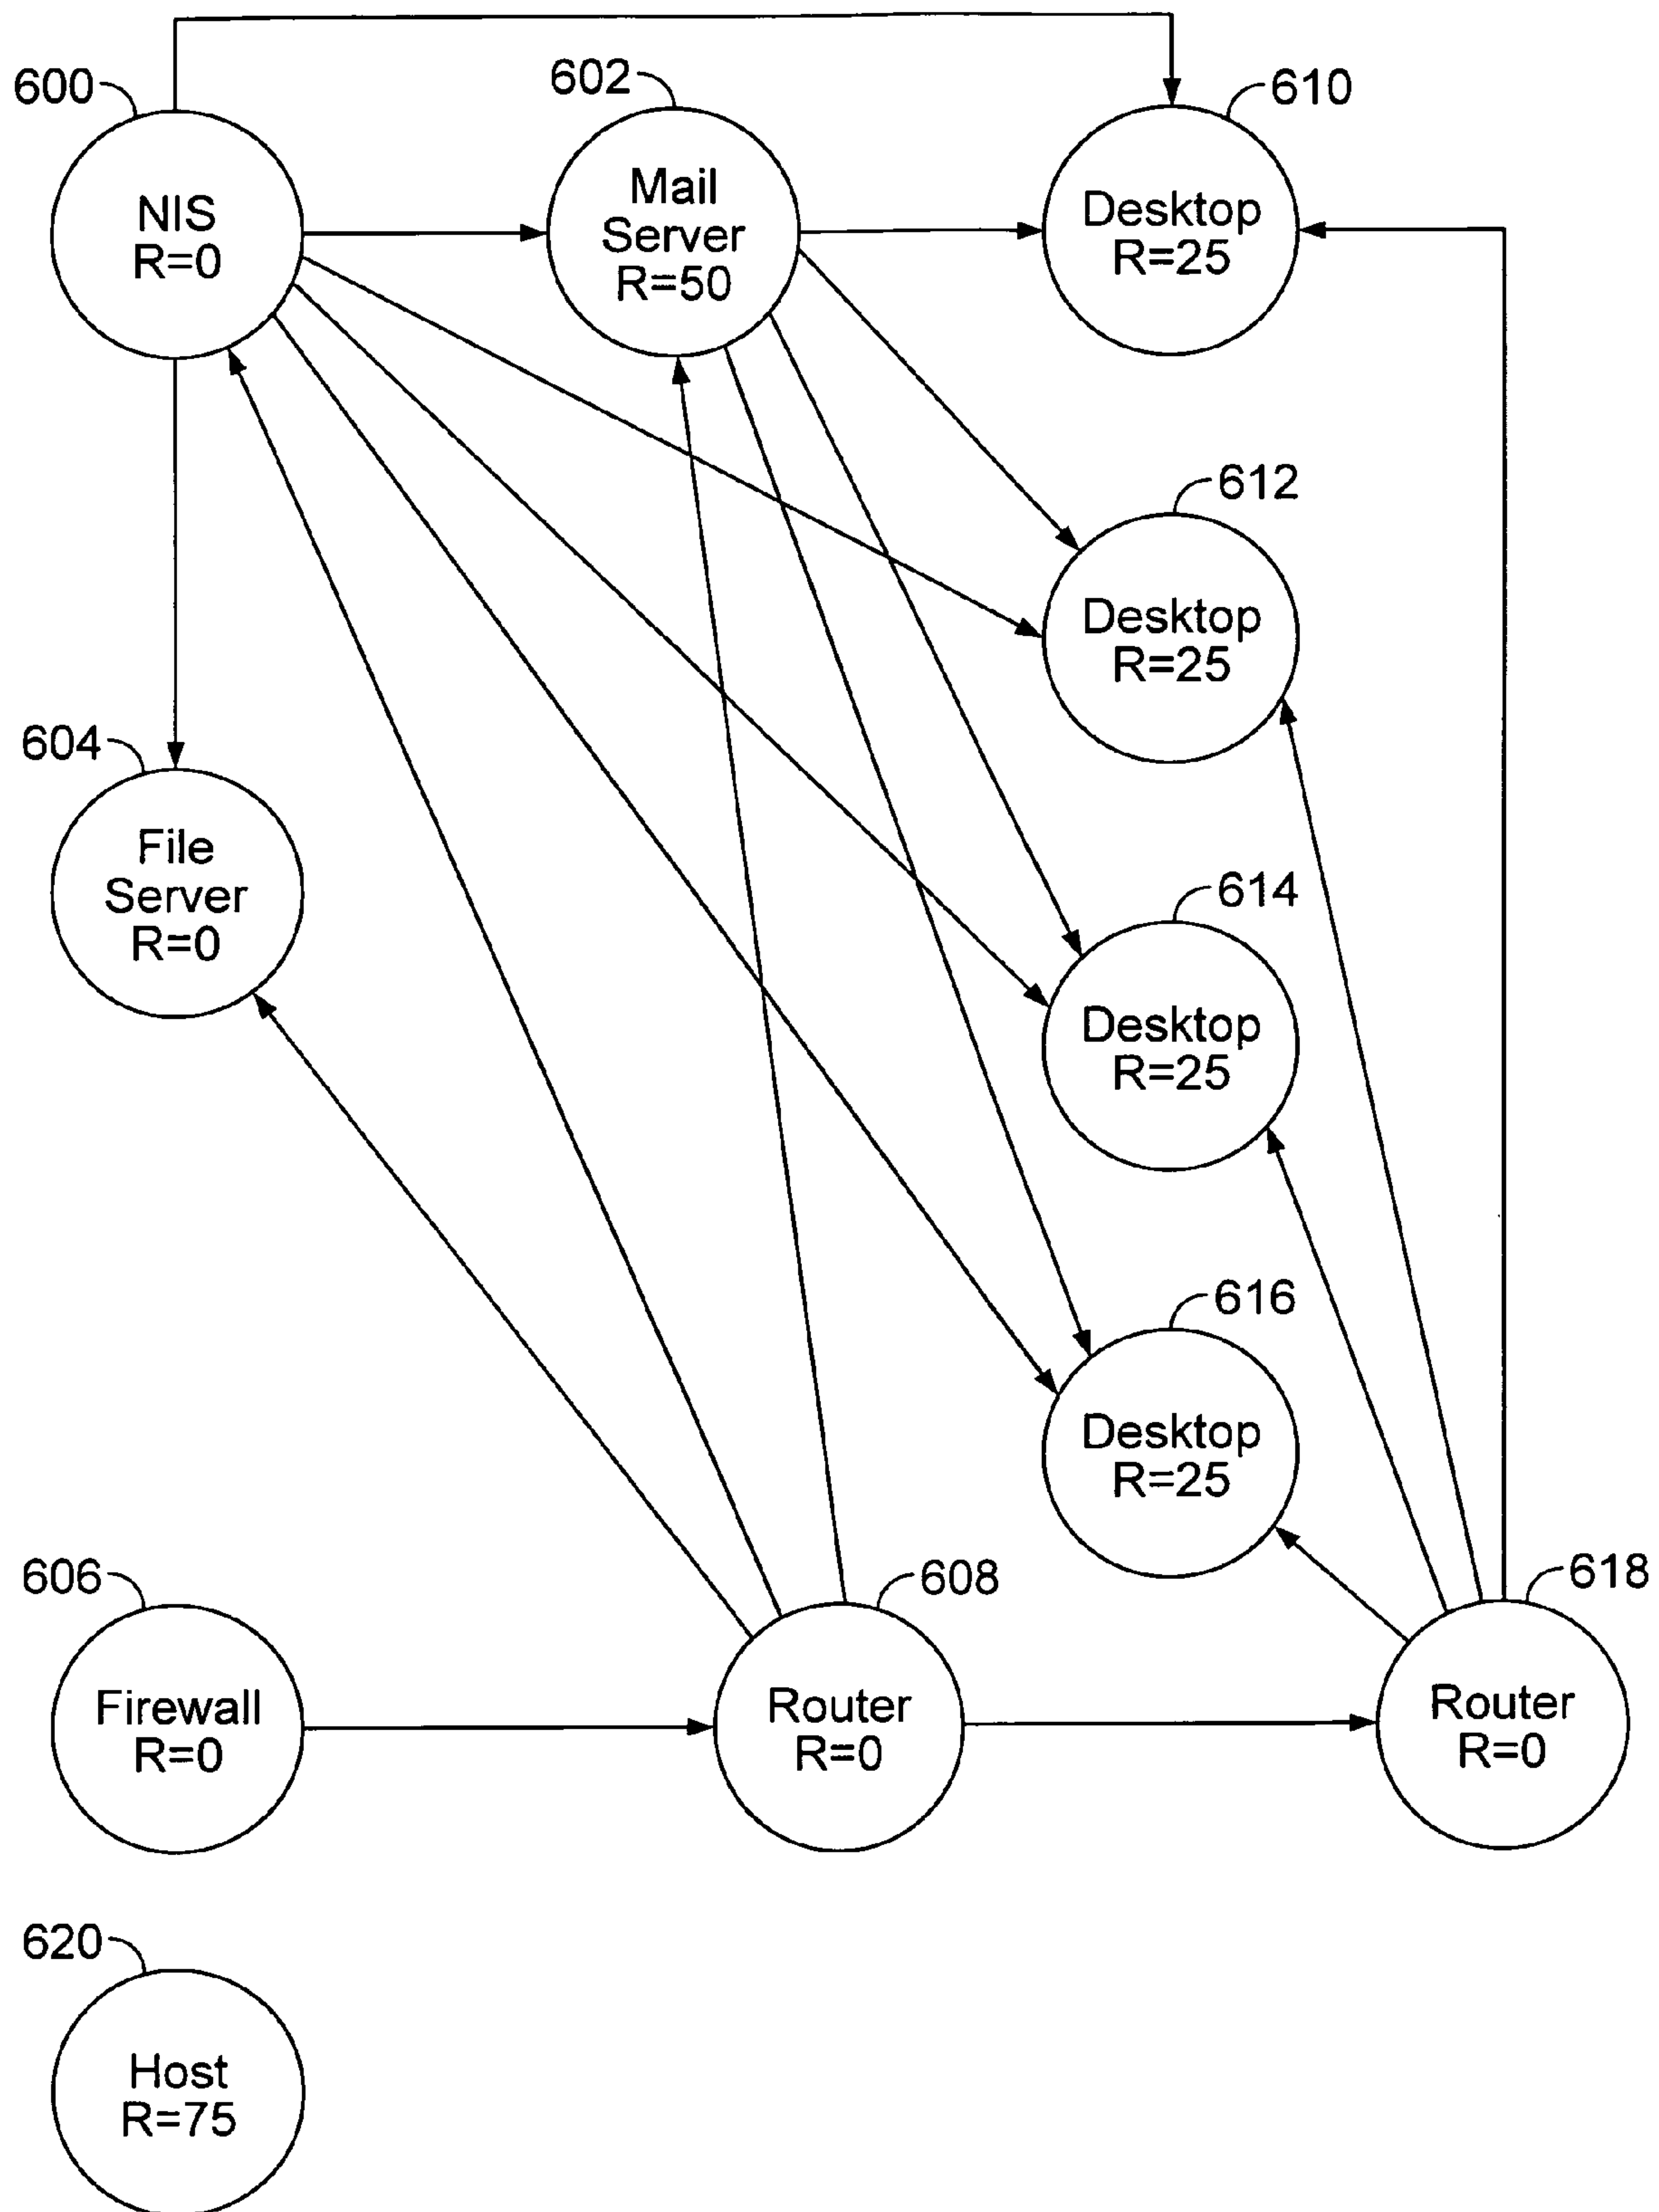 600
602
610
NIS
R=0
Mail
Server
R=50
Desktop
R=25
612
Desktop
R=25
604
File
Server
R=0
614
Desktop
R=25
616
Desktop
R=25
606
608
618
Firewall
R=0
Router
R=0
Router
R=0
620
Host
R=75